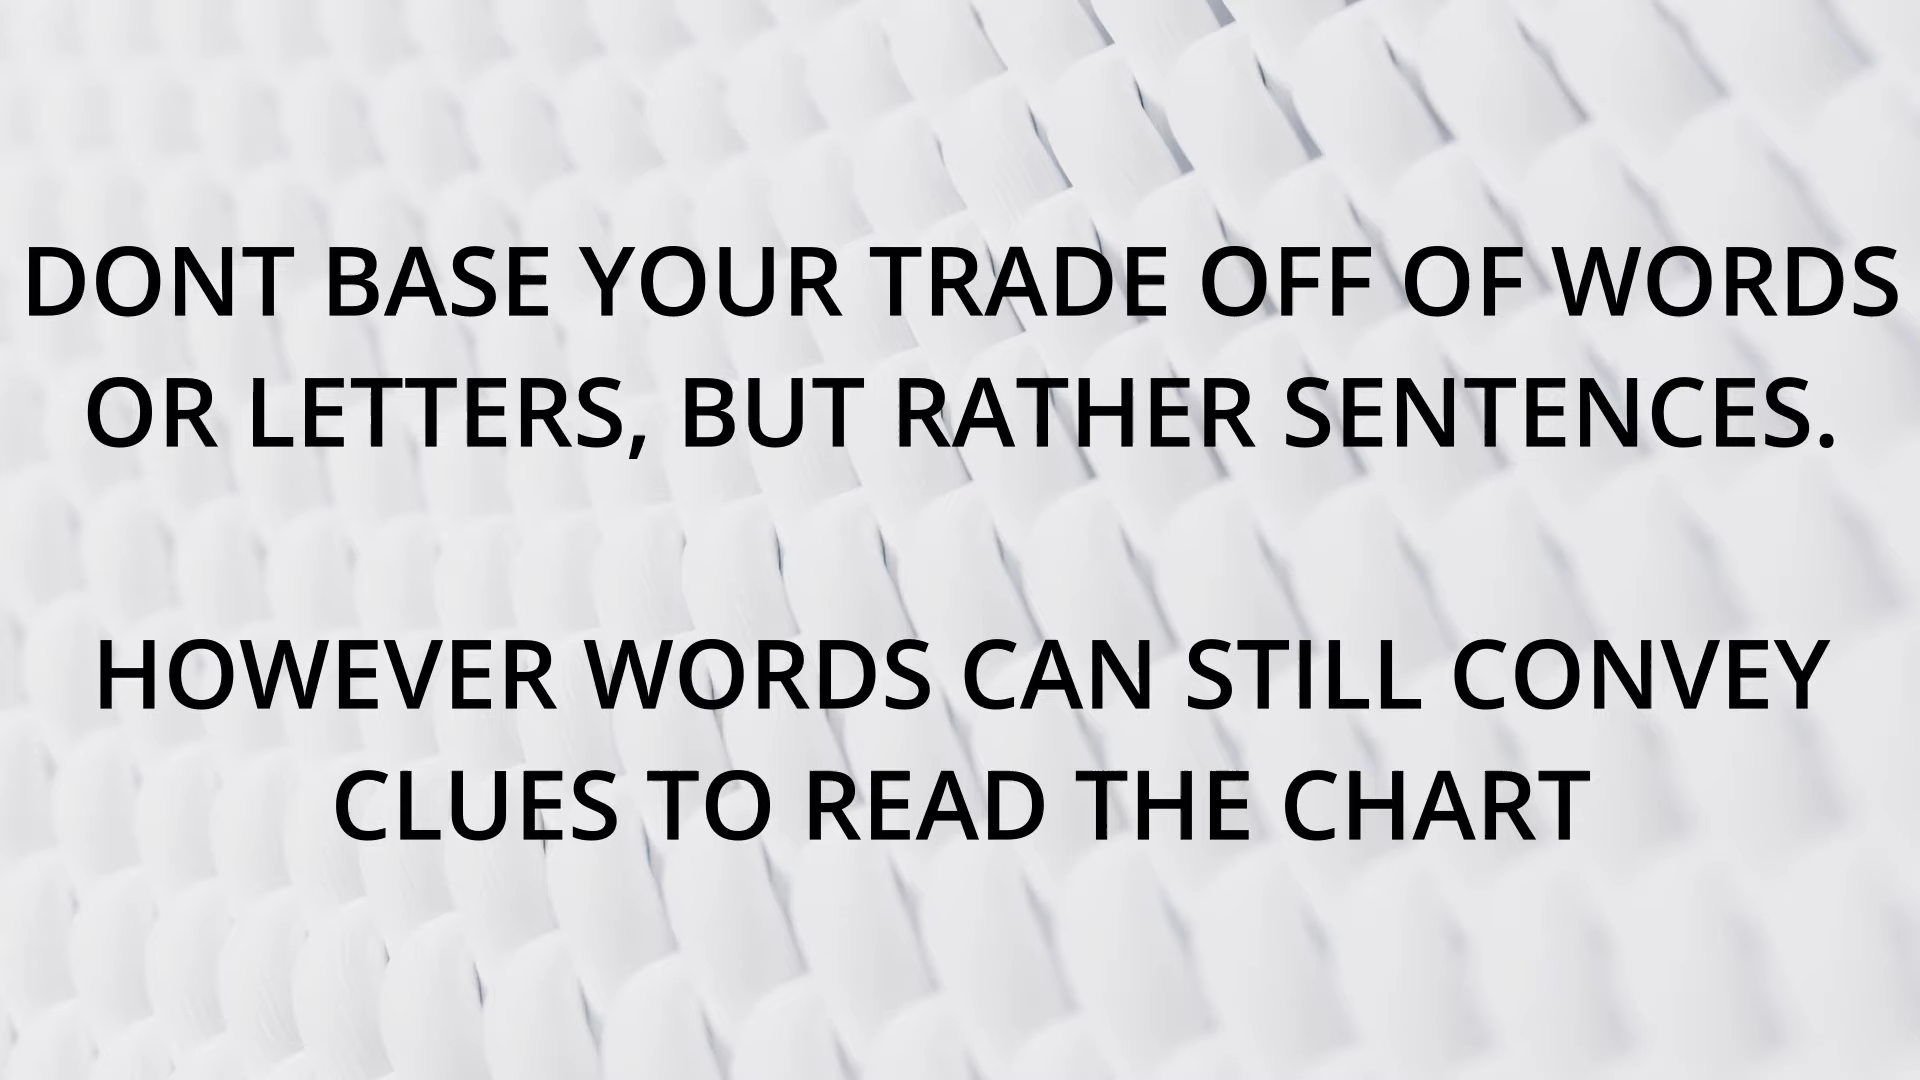 DONT BASE YOUR TRADE OFF OF WORDS
OR LETTERS, BUT RATHER SENTENCES.
HOWEVER WORDS CAN STILL CONVEY
CLUES TO READ THE CHART